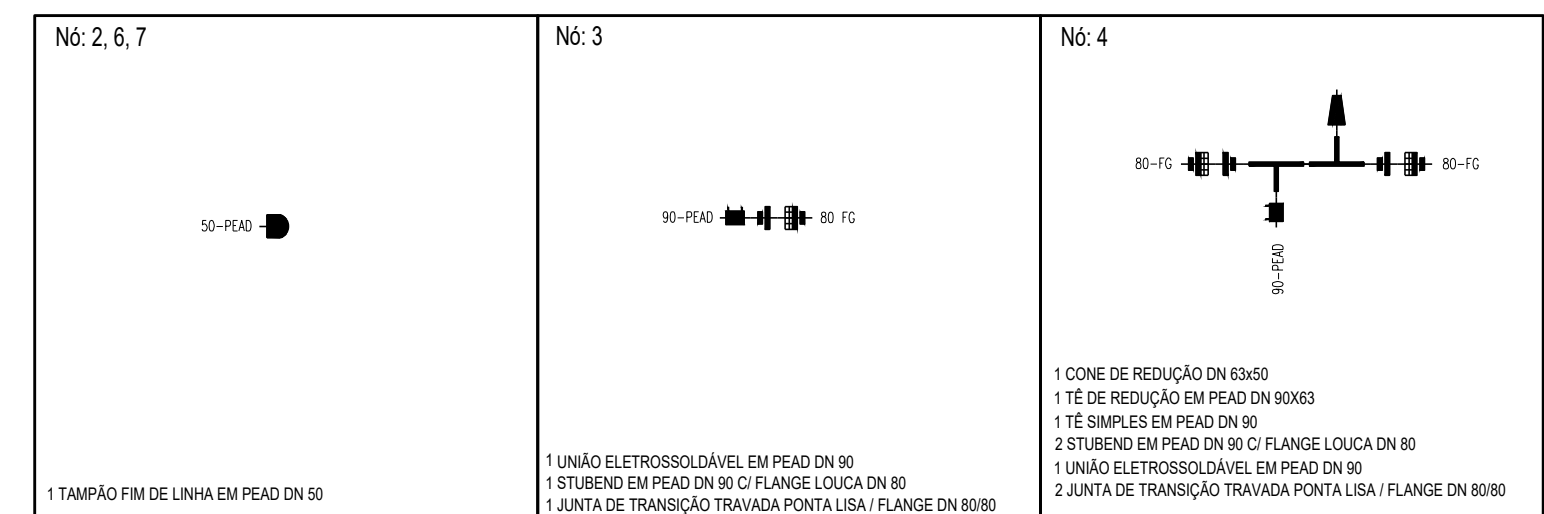 Nó: 2, 6, 7
50-PEAD
1 TAMPÃO FIM DE LINHA EM PEAD DN 50
Nó: 3
90-PEAD
80 FG
1 UNIÃO ELETROSSOLDÁVEL EM PEAD DN 90
1 STUBEND EM PEAD DN 90 C/ FLANGE LOUCA DN 80
1 JUNTA DE TRANSIÇÃO TRAVADA PONTA LISA / FLANGE DN 80/80
Nó: 4
80-FG
80-FG
90-PEAD
1 CONE DE REDUÇÃO DN 63x50
1 TÊ DE REDUÇÃO EM PEAD DN 90X63
1 TÊ SIMPLES EM PEAD DN 90
2 STUBEND EM PEAD DN 90 C/ FLANGE LOUCA DN 80
1 UNIÃO ELETROSSOLDÁVEL EM PEAD DN 90
2 JUNTA DE TRANSIÇÃO TRAVADA PONTA LISA / FLANGE DN 80/80